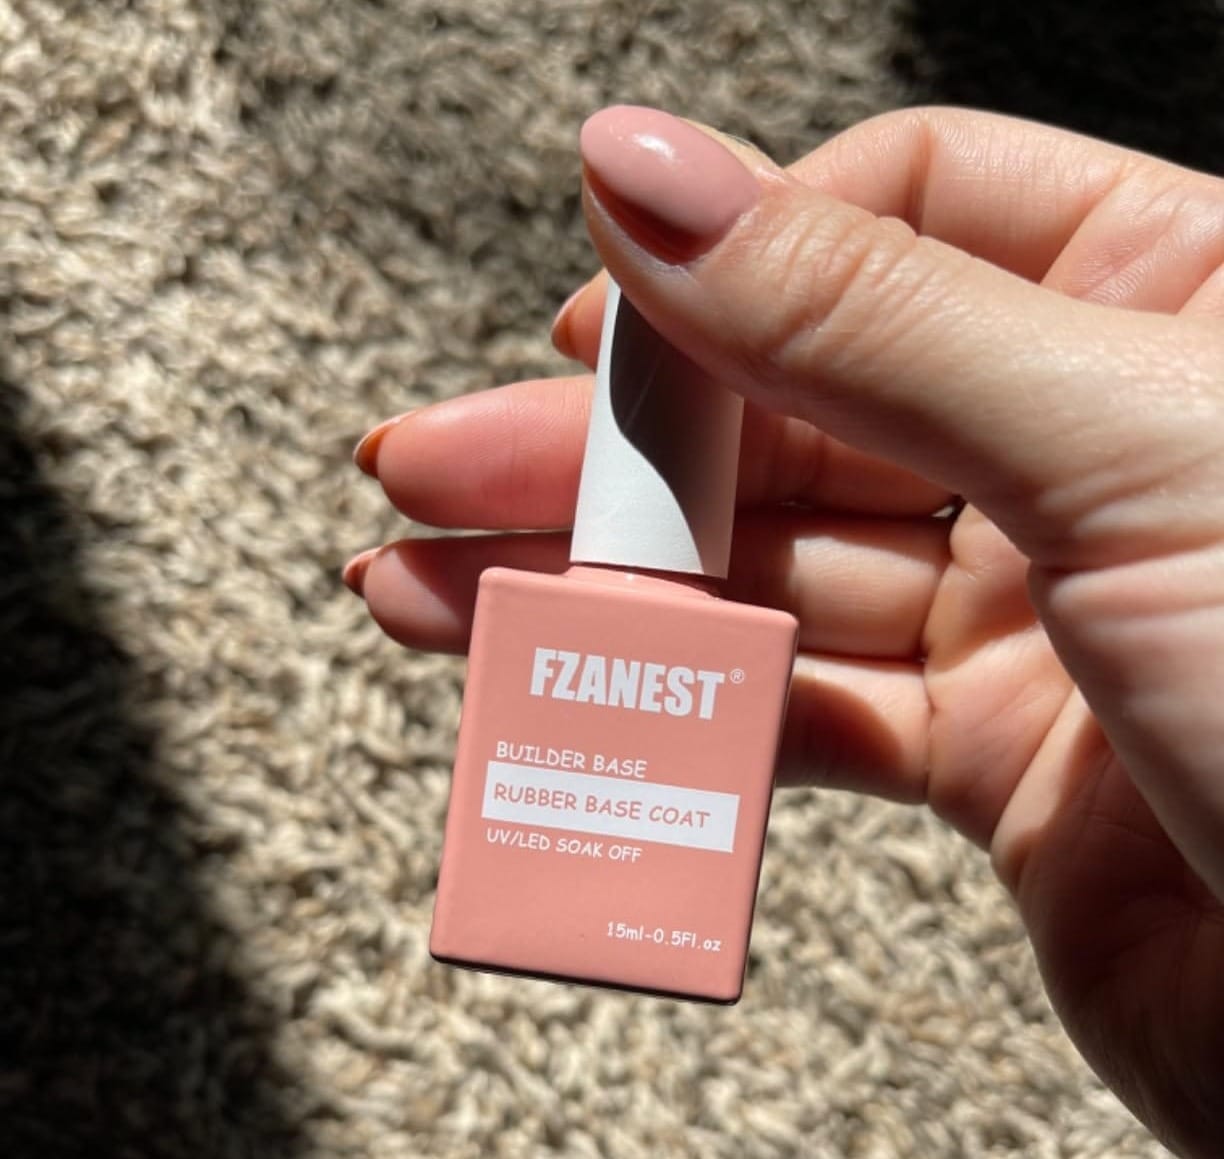 FZANEST®
BUILDER BASE
RUBBER BASE COAT
UV/LED SOAK OFF
15ml-0.5Fl.oz